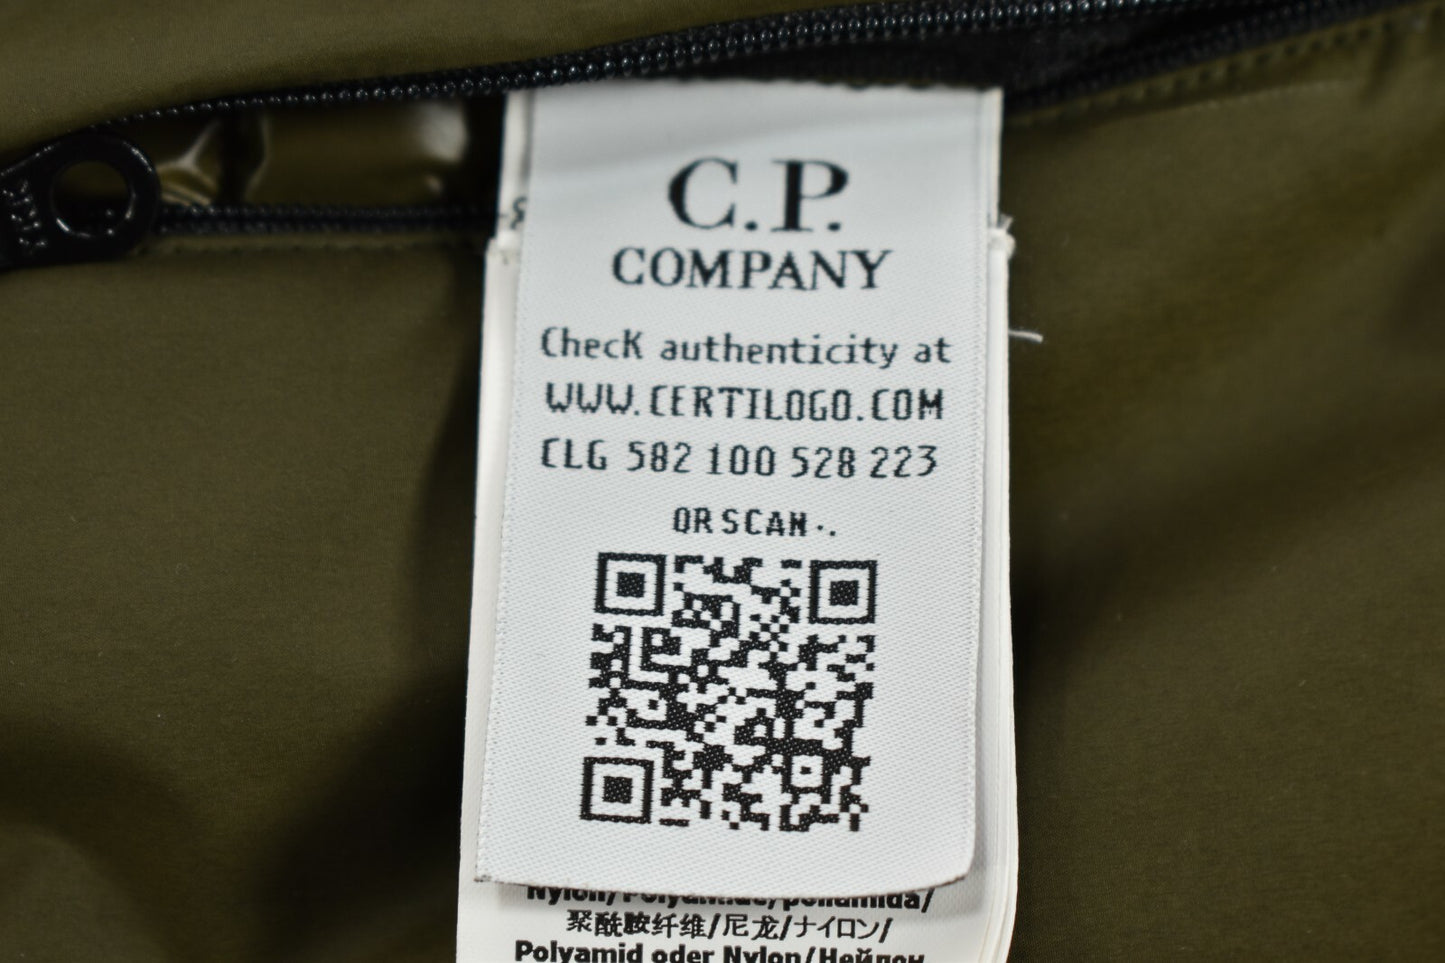 C.P.
COMPANY
Check authenticity at
WWW.CERTILOGO.COM
CLG 582 100 528 223
OR SCAN ..
YKK
Nylon/Polyamide/poliamida/
聚酰胺纤维/尼龙/ナイロン/
Polyamid oder Nylon/Нейлон